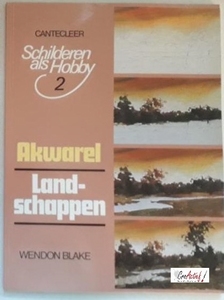 CANTECLEER
Schilderen
als Hobby
2
Akwarel
Land-
schappen
WENDON BLAKE